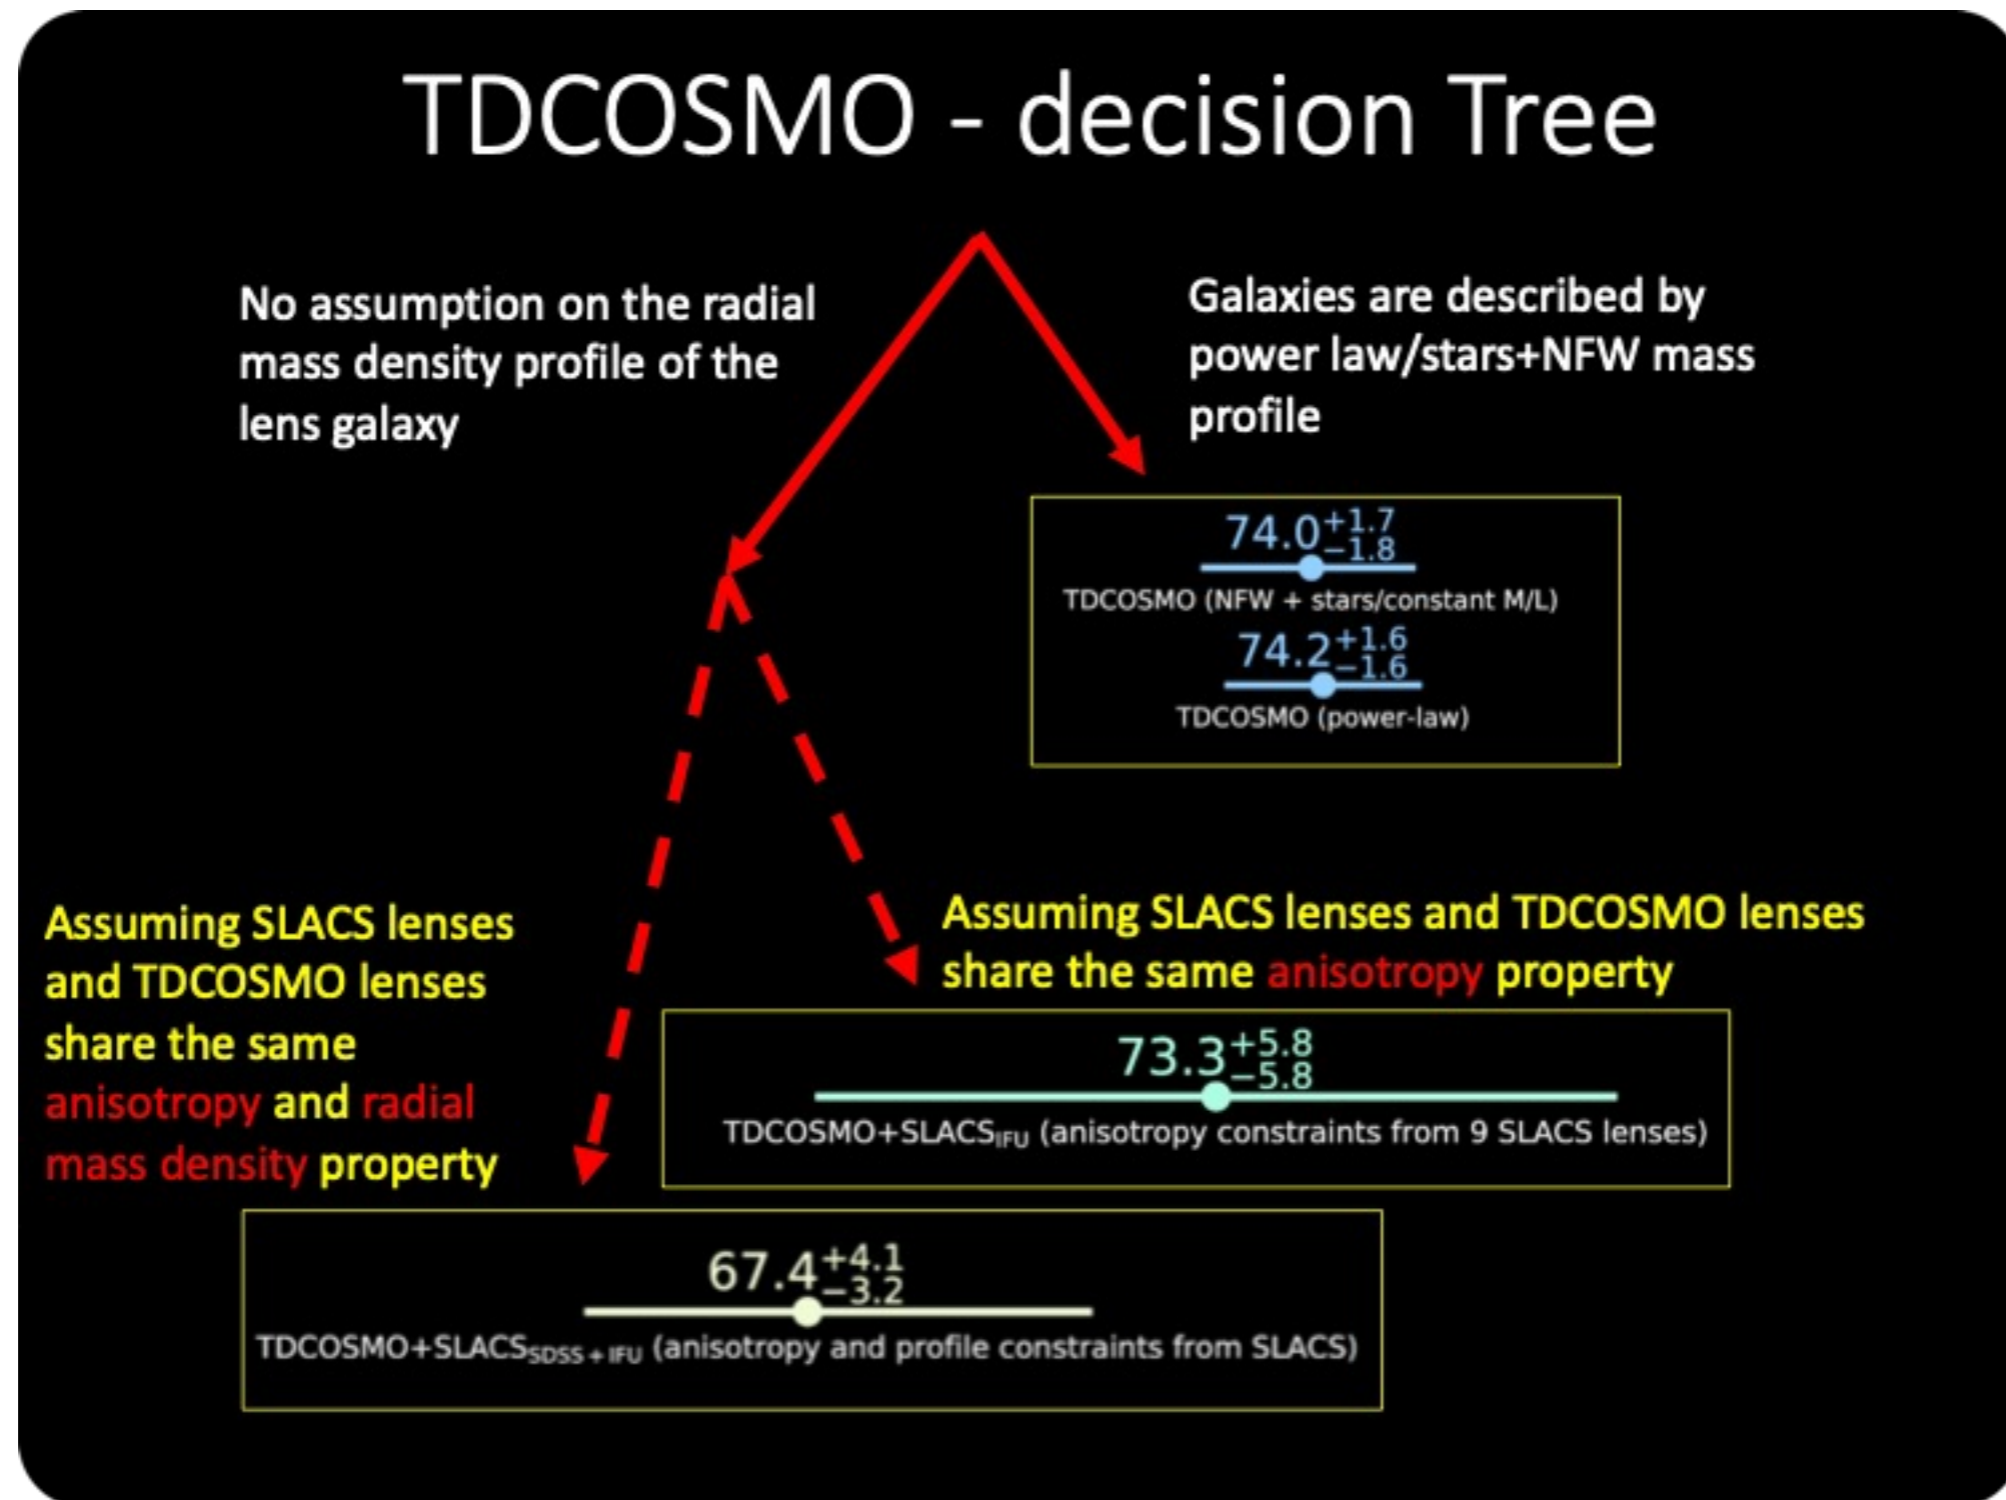 TDCOSMO - decision Tree
No assumption on the radial
mass density profile of the
lens galaxy
Galaxies are described by
power law/stars+NFW mass
profile
74.0+1.7−1.8
TDCOSMO (NFW + stars/constant M/L)
74.2+1.6−1.6
TDCOSMO (power-law)
Assuming SLACS lenses
and TDCOSMO lenses
share the same
anisotropy and radial
mass density property
Assuming SLACS lenses and TDCOSMO lenses
share the same anisotropy property
73.3+5.8−5.8
TDCOSMO+SLACSIFU (anisotropy constraints from 9 SLACS lenses)
67.4+4.1−3.2
TDCOSMO+SLACSSDSS + IFU (anisotropy and profile constraints from SLACS)